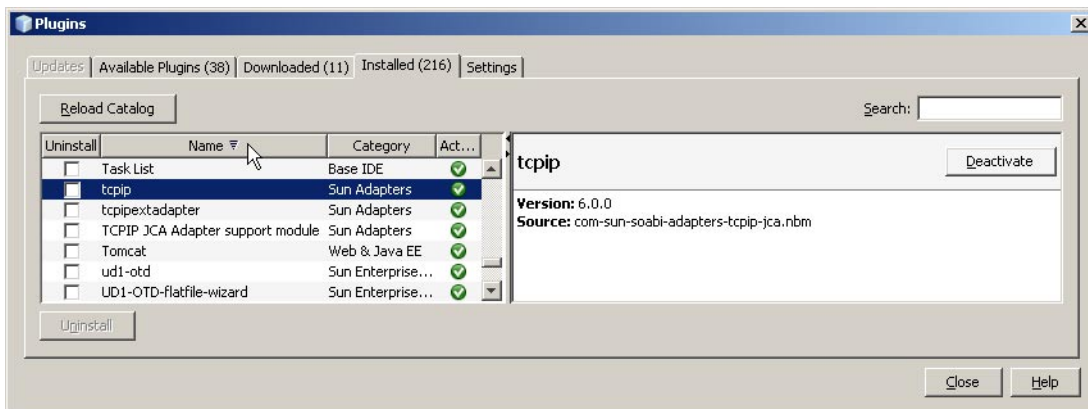 Plugins
Updates Available Plugins (38) Downloaded (11) Installed (216) Settings
Reload Catalog Search:
Uninstall Name Category Act...
Task List Base IDE
tcpip Sun Adapters
tcpipextadapter Sun Adapters
TCPIP JCA Adapter support module Sun Adapters
Tomcat Web & Java EE
ud1-otd Sun Enterprise...
UD1-OTD-flatfile-wizard Sun Enterprise...
tcpip Deactivate
Version: 6.0.0
Source: com-sun-soabi-adapters-tcpip-jca.nbm
Uninstall
Close Help